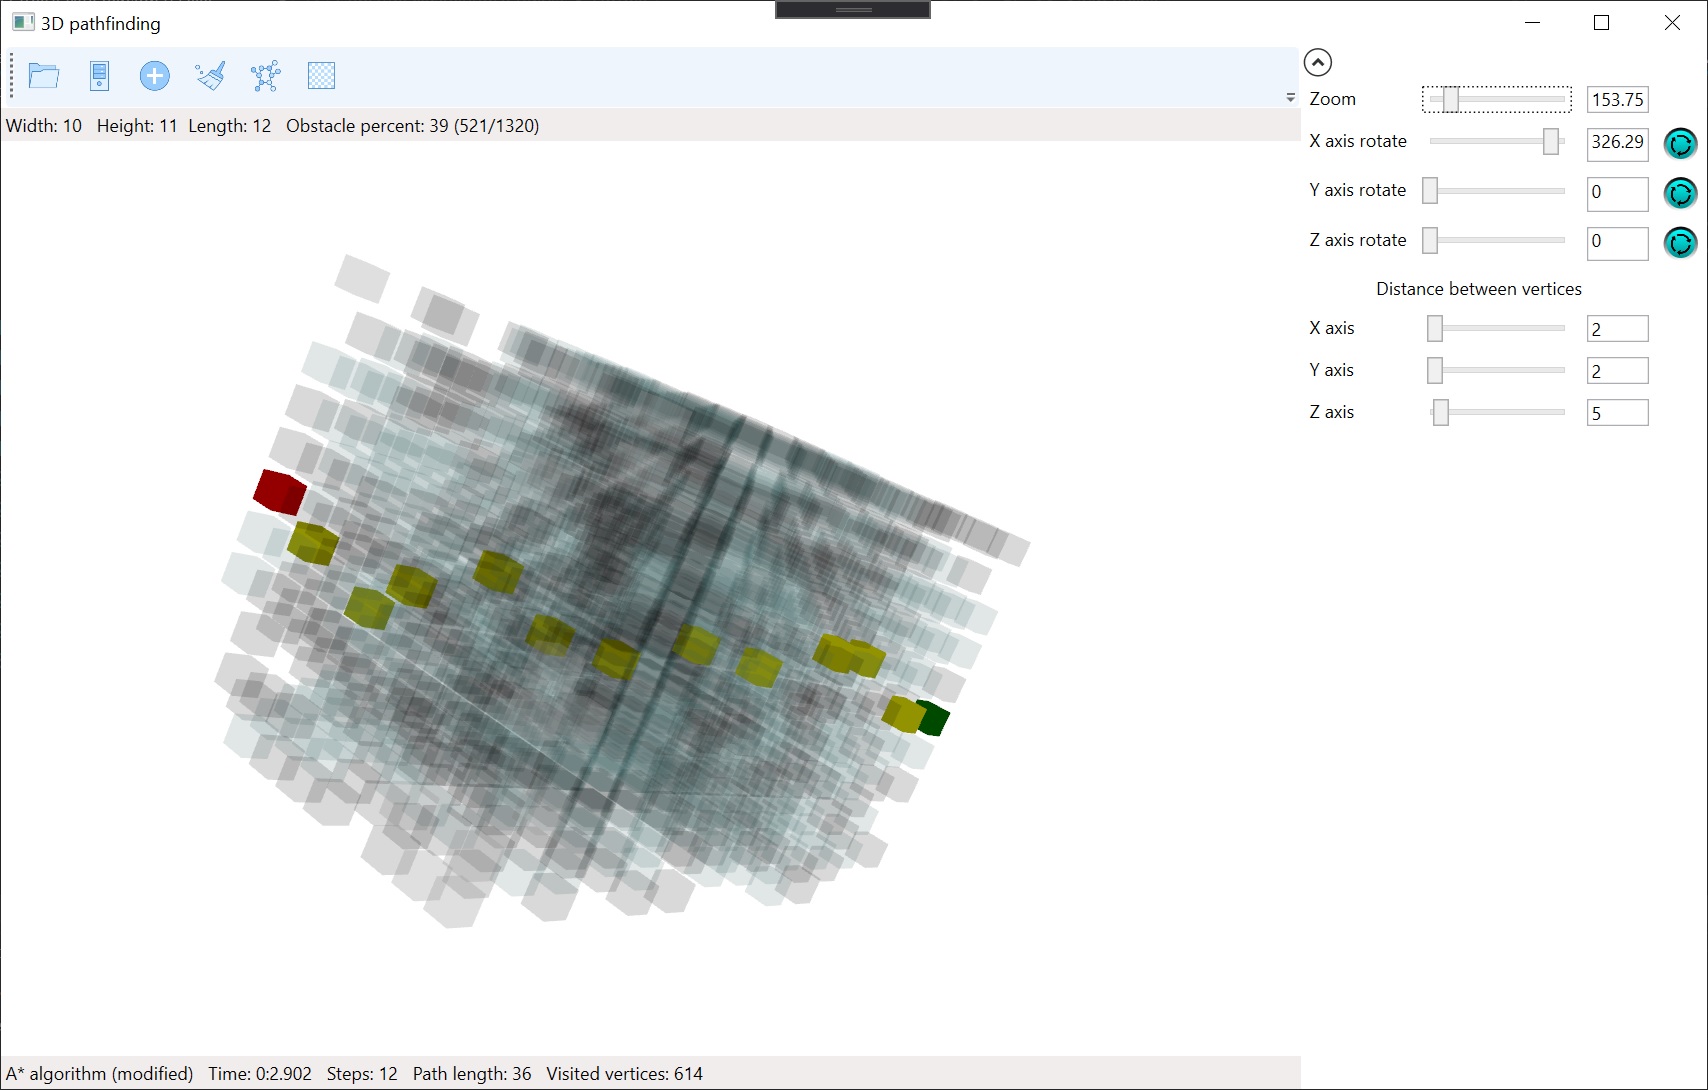 3D pathfinding
Width: 10 Height: 11 Length: 12 Obstacle percent: 39 (521/1320)
Zoom 153.75
X axis rotate 326.29
Y axis rotate 0
Z axis rotate 0
Distance between vertices
X axis 2
Y axis 2
Z axis 5
A* algorithm (modified) Time: 0:2.902 Steps: 12 Path length: 36 Visited vertices: 614